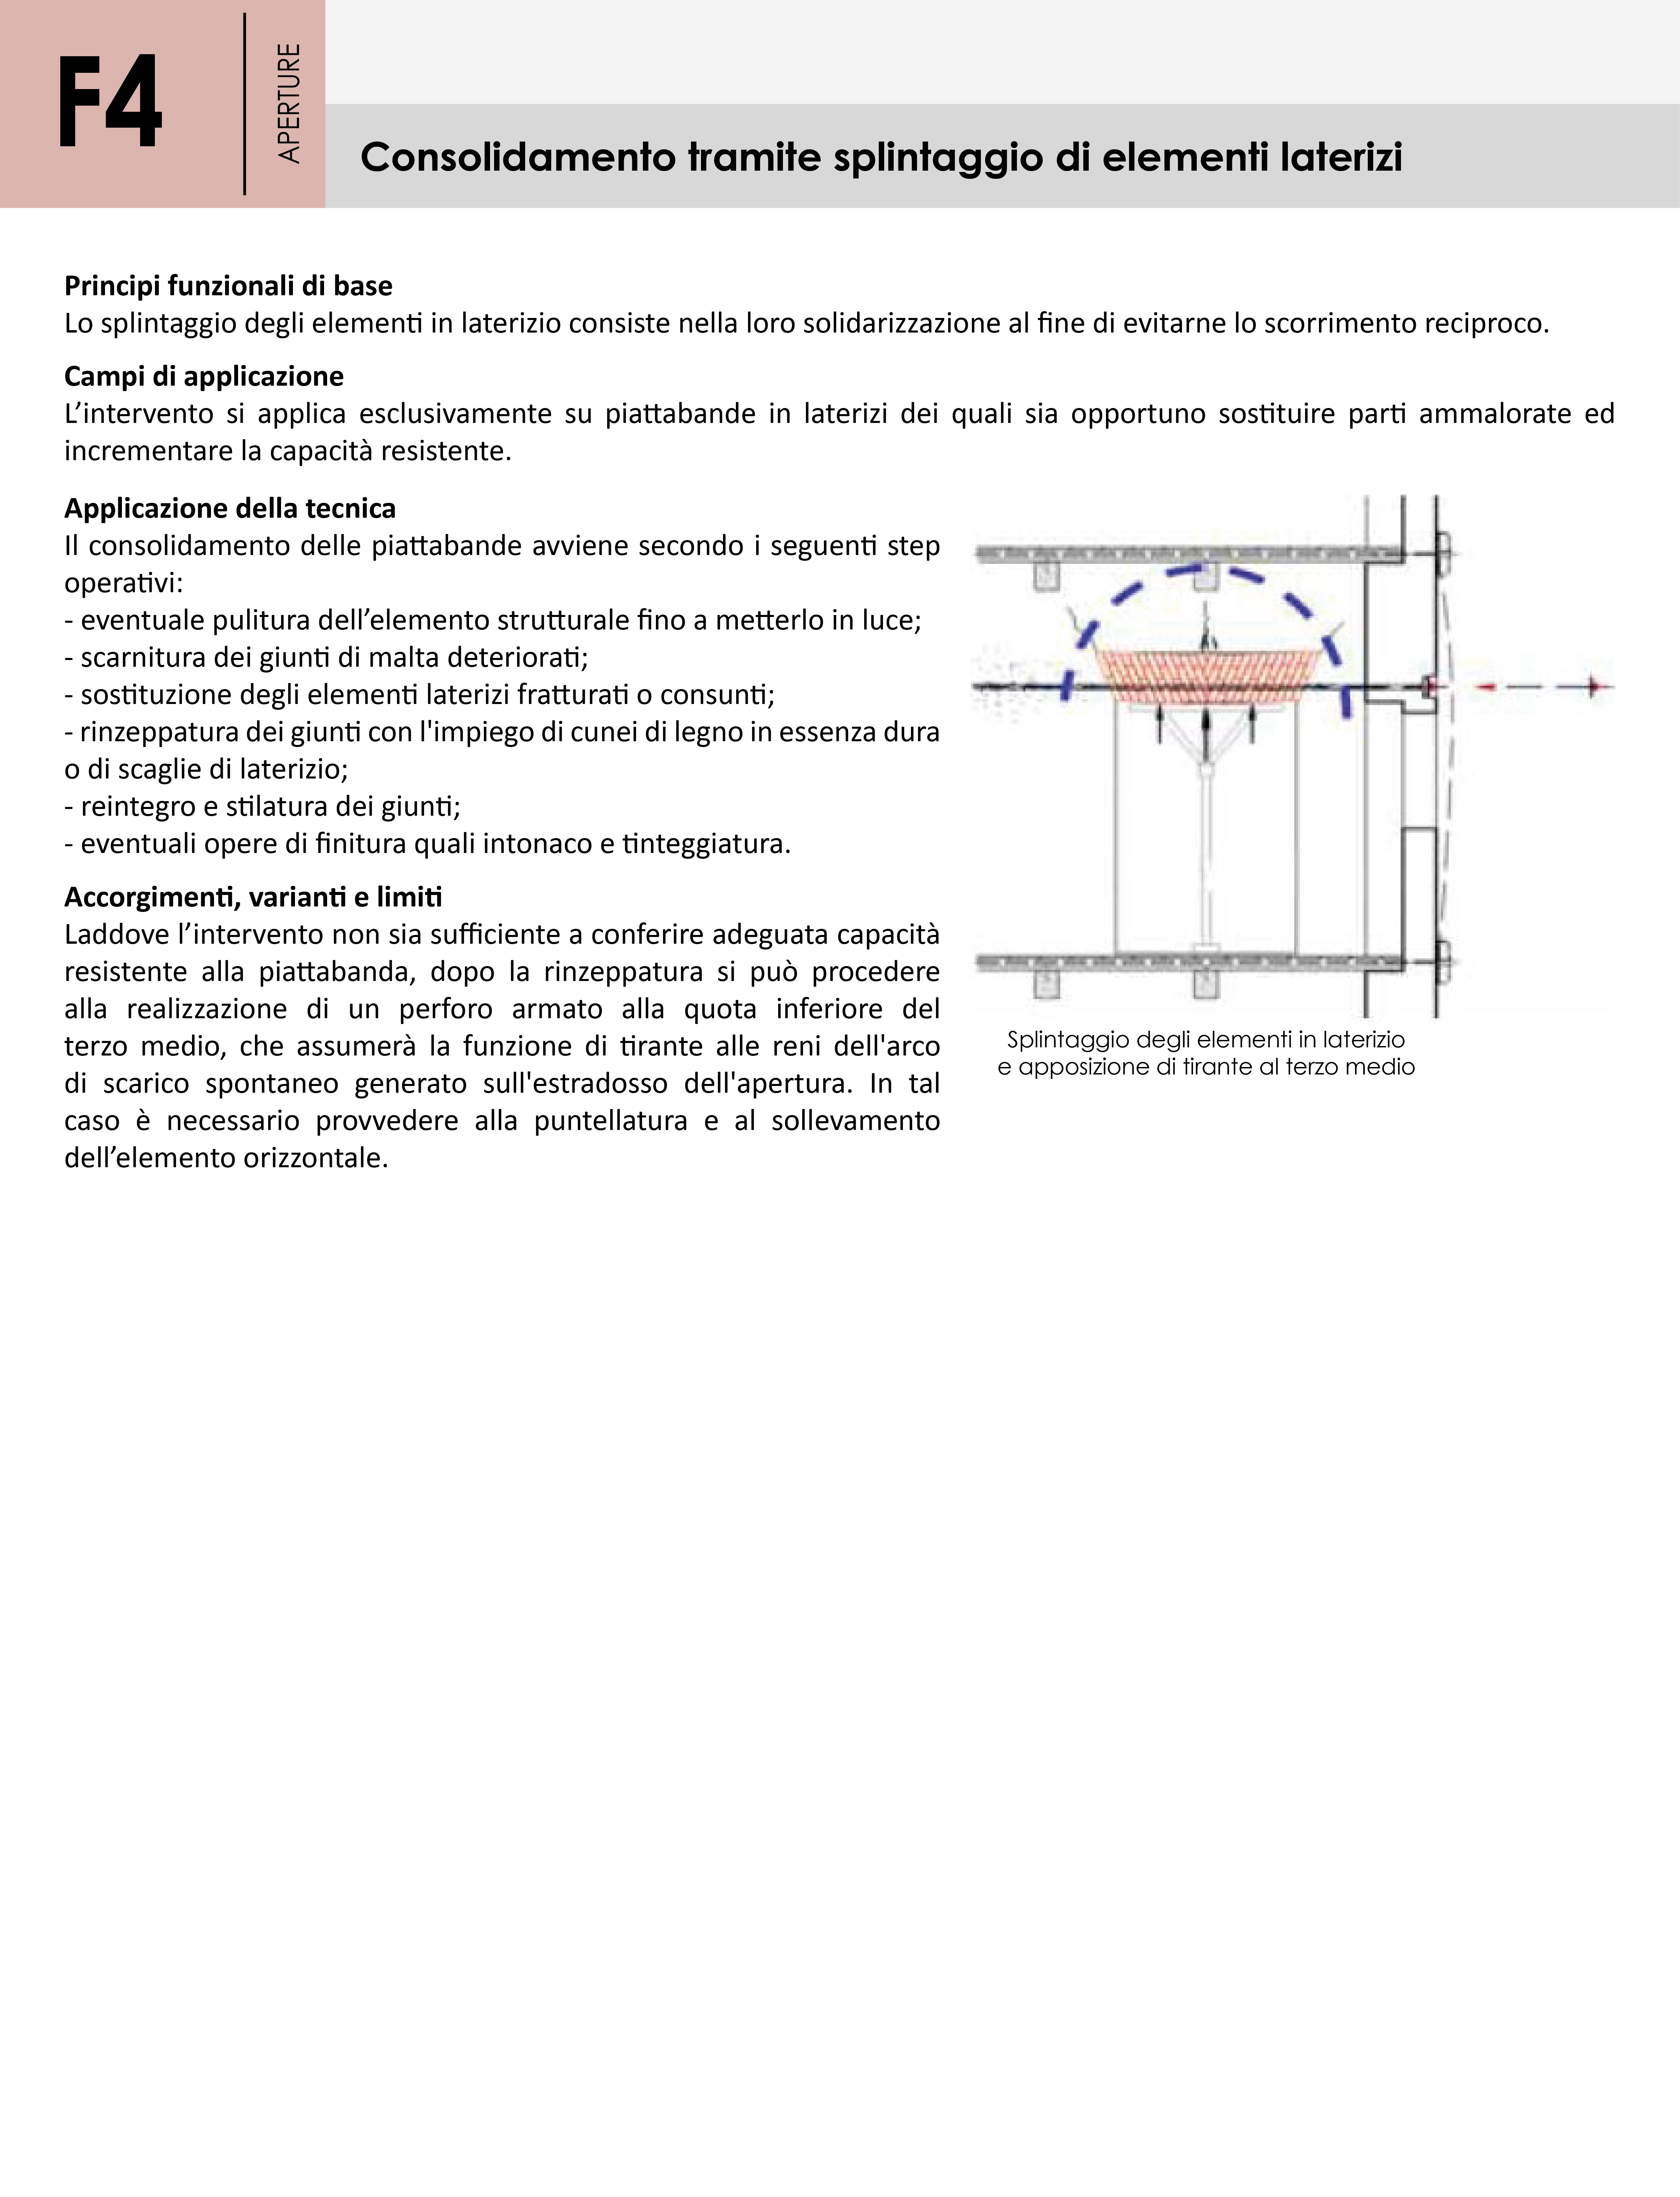 F4
APERTURE
Consolidamento tramite splintaggio di elementi laterizi
Principi funzionali di base
Lo splintaggio degli elementi in laterizio consiste nella loro solidarizzazione al fine di evitarne lo scorrimento reciproco.
Campi di applicazione
L’intervento si applica esclusivamente su piattabande in laterizi dei quali sia opportuno sostituire parti ammalorate ed
incrementare la capacità resistente.
Applicazione della tecnica
Il consolidamento delle piattabande avviene secondo i seguenti step
operativi:
- eventuale pulitura dell’elemento strutturale fino a metterlo in luce;
- scarnitura dei giunti di malta deteriorati;
- sostituzione degli elementi laterizi fratturati o consunti;
- rinzeppatura dei giunti con l'impiego di cunei di legno in essenza dura
o di scaglie di laterizio;
- reintegro e stilatura dei giunti;
- eventuali opere di finitura quali intonaco e tinteggiatura.
Accorgimenti, varianti e limiti
Laddove l’intervento non sia sufficiente a conferire adeguata capacità
resistente alla piattabanda, dopo la rinzeppatura si può procedere
alla realizzazione di un perforo armato alla quota inferiore del
terzo medio, che assumerà la funzione di tirante alle reni dell'arco
di scarico spontaneo generato sull'estradosso dell'apertura. In tal
caso è necessario provvedere alla puntellatura e al sollevamento
dell’elemento orizzontale.
Splintaggio degli elementi in laterizio
e apposizione di tirante al terzo medio